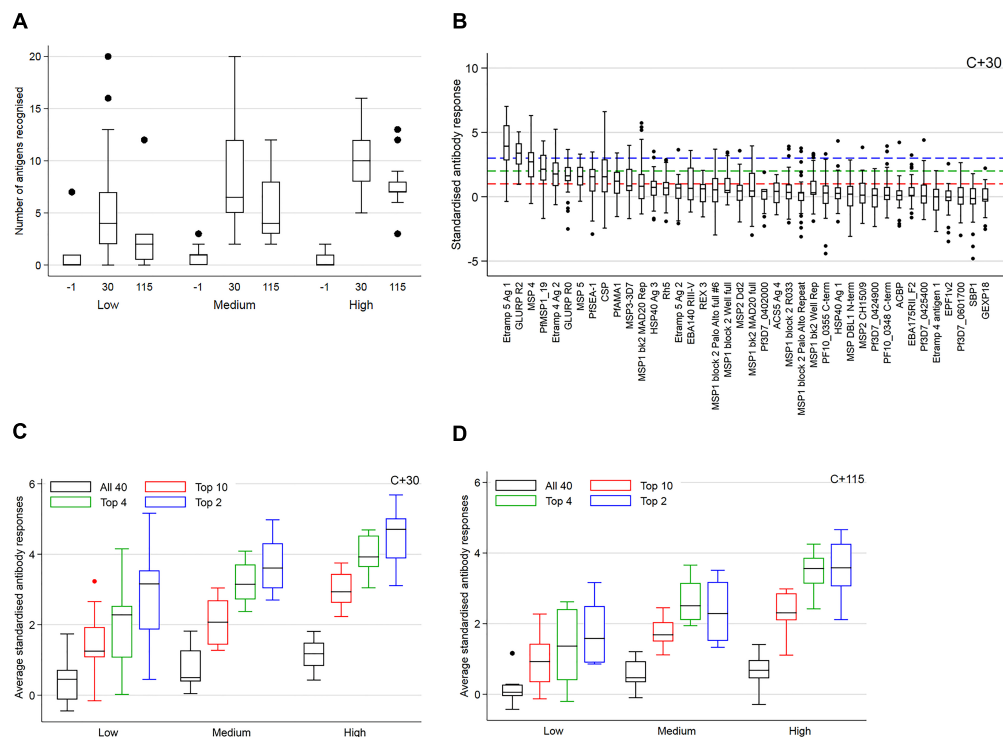 A
Number of antigens recognised
20
15
10
5
0
-1 30 115 -1 30 115 -1 30 115
Low Medium High
B
C+30
Standardised antibody response
10
5
0
-5
Etramp 5 Ag 1
GLURP R2
MSP 4
PfMSP1_19
Etramp 4 Ag 2
GLURP R0
MSP 5
PfSEA-1
CSP
PfAMA1
MSP2-3D7
MSP1 bk2 MAD20 Rep
HSP40 Ag 3
Rh5
Etramp 5 Ag 2
EBA140 RIII-V
REX 3
MSP1 block 2 Palo Alto full #6
MSP1 block 2 Well full
MSP2 Dd2
MSP1 bk2 MAD20 full
Pf3D7_0402000
ACS5 Ag 4
MSP1 block 2 R033
MSP1 block 2 Palo Alto Repeat
MSP1 bk2 Well Rep
PF10_0355 C-term
HSP40 Ag 1
MSP DBL1 N-term
MSP2 CH150/9
Pf3D7_0424900
PF10_0348 C-term
ACBP
EBA175RII_F2
Pf3D7_0425400
Etramp 4 antigen 1
EPF1v2
Pf3D7_0601700
SBP1
GEXP18
C
All 40 Top 10
Top 4 Top 2
C+30
Average standardised antibody responses
6
4
2
0
Low Medium High
D
All 40 Top 10
Top 4 Top 2
C+115
Average standardised antibody responses
6
4
2
0
Low Medium High